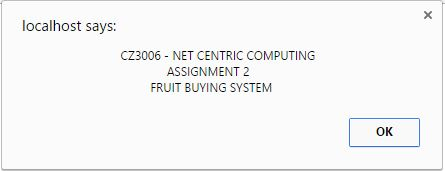 localhost says:
CZ3006 - NET CENTRIC COMPUTING
ASSIGNMENT 2
FRUIT BUYING SYSTEM
OK